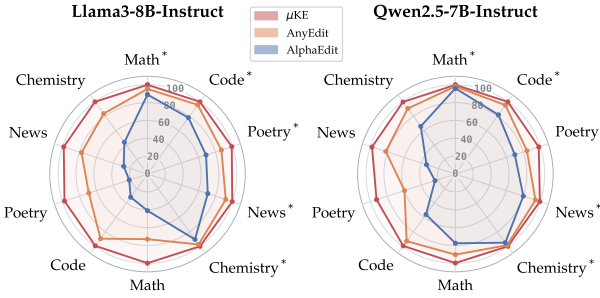 Llama3-8B-Instruct
μKE
AnyEdit
AlphaEdit
Qwen2.5-7B-Instruct
Math*
Code*
Poetry*
News*
Chemistry*
Math
Code
Poetry
News
Chemistry
100
80
60
40
20
0
Math*
Code*
Poetry
News*
Chemistry*
Math
Code
Poetry
News
Chemistry
100
80
60
40
20
0